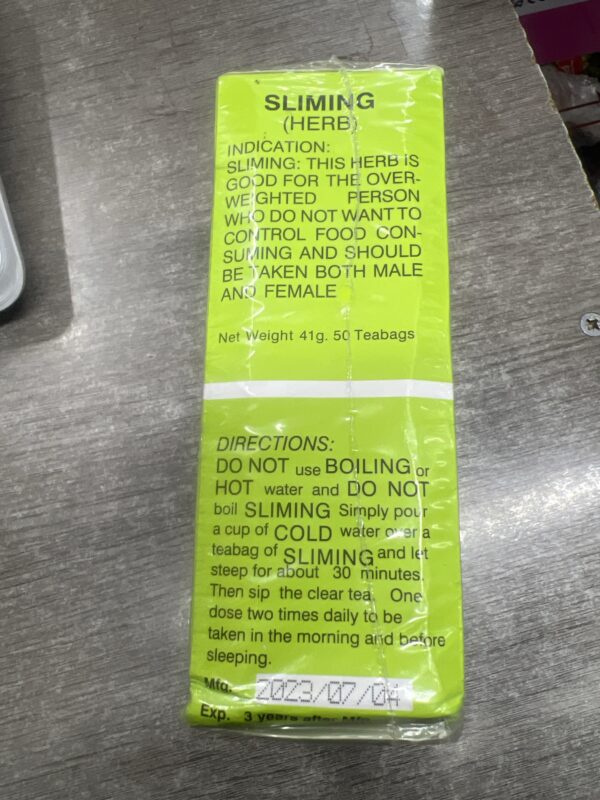 SLIMING
(HERB)
INDICATION:
SLIMING: THIS HERB IS
GOOD FOR THE OVER-
WEIGHTED PERSON
WHO DO NOT WANT TO
CONTROL FOOD CON-
SUMING AND SHOULD
BE TAKEN BOTH MALE
AND FEMALE
Net Weight 41g. 50 Teabags
DIRECTIONS:
DO NOT use BOILING or
HOT water and DO NOT
boil SLIMING Simply pour
a cup of COLD water over a
teabag of SLIMING and let
steep for about 30 minutes.
Then sip the clear tea. One
dose two times daily to be
taken in the morning and before
sleeping.
Mfg. 2023/07/04
Exp. 3 years after Mfg